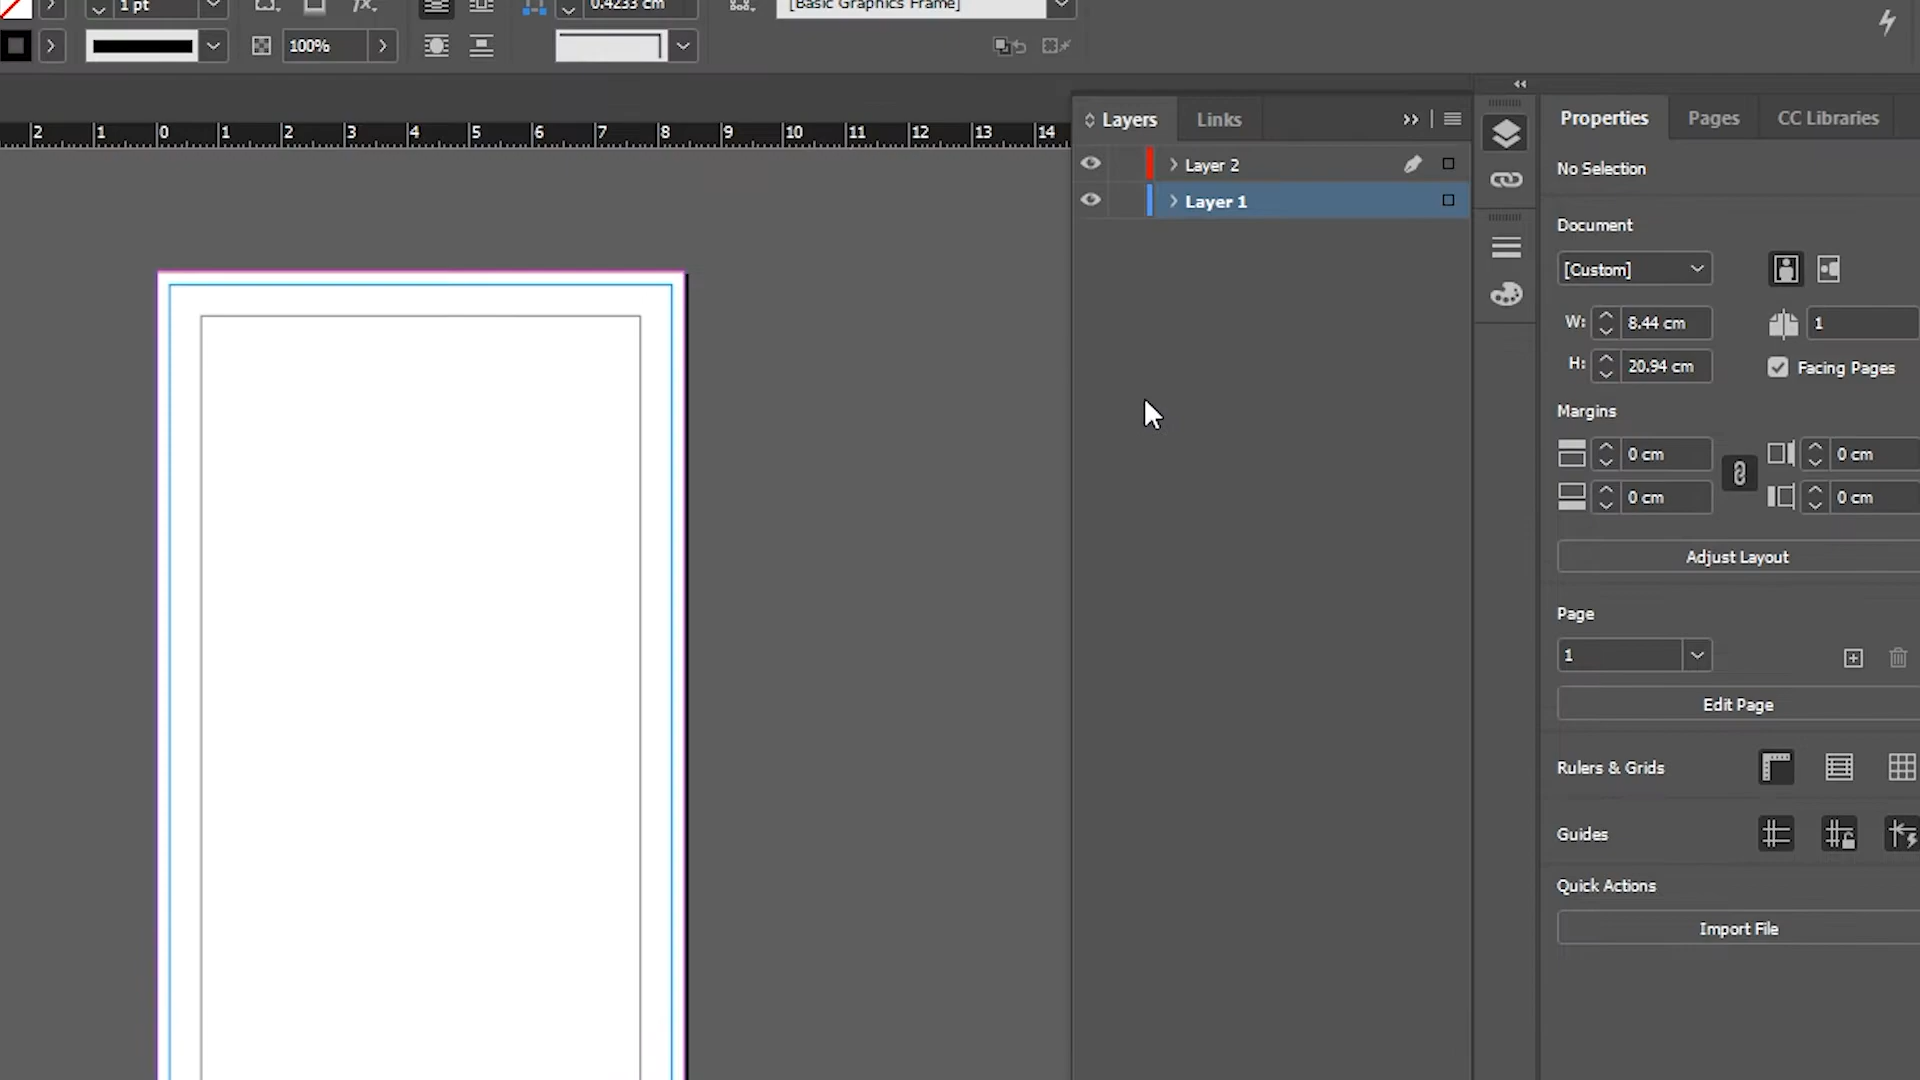 1 pt
fx.
0.4233 cm
[Basic Graphics Frame]
100%
2 1 0 1 2 3 4 5 6 7 8 9 10 11 12 13 14
Layers
Links
Layer 2
Layer 1
Properties
Pages
CC Libraries
No Selection
Document
[Custom]
W:
8.44 cm
1
H:
20.94 cm
Facing Pages
Margins
0 cm
0 cm
0 cm
0 cm
Adjust Layout
Page
1
Edit Page
Rulers & Grids
Guides
Quick Actions
Import File